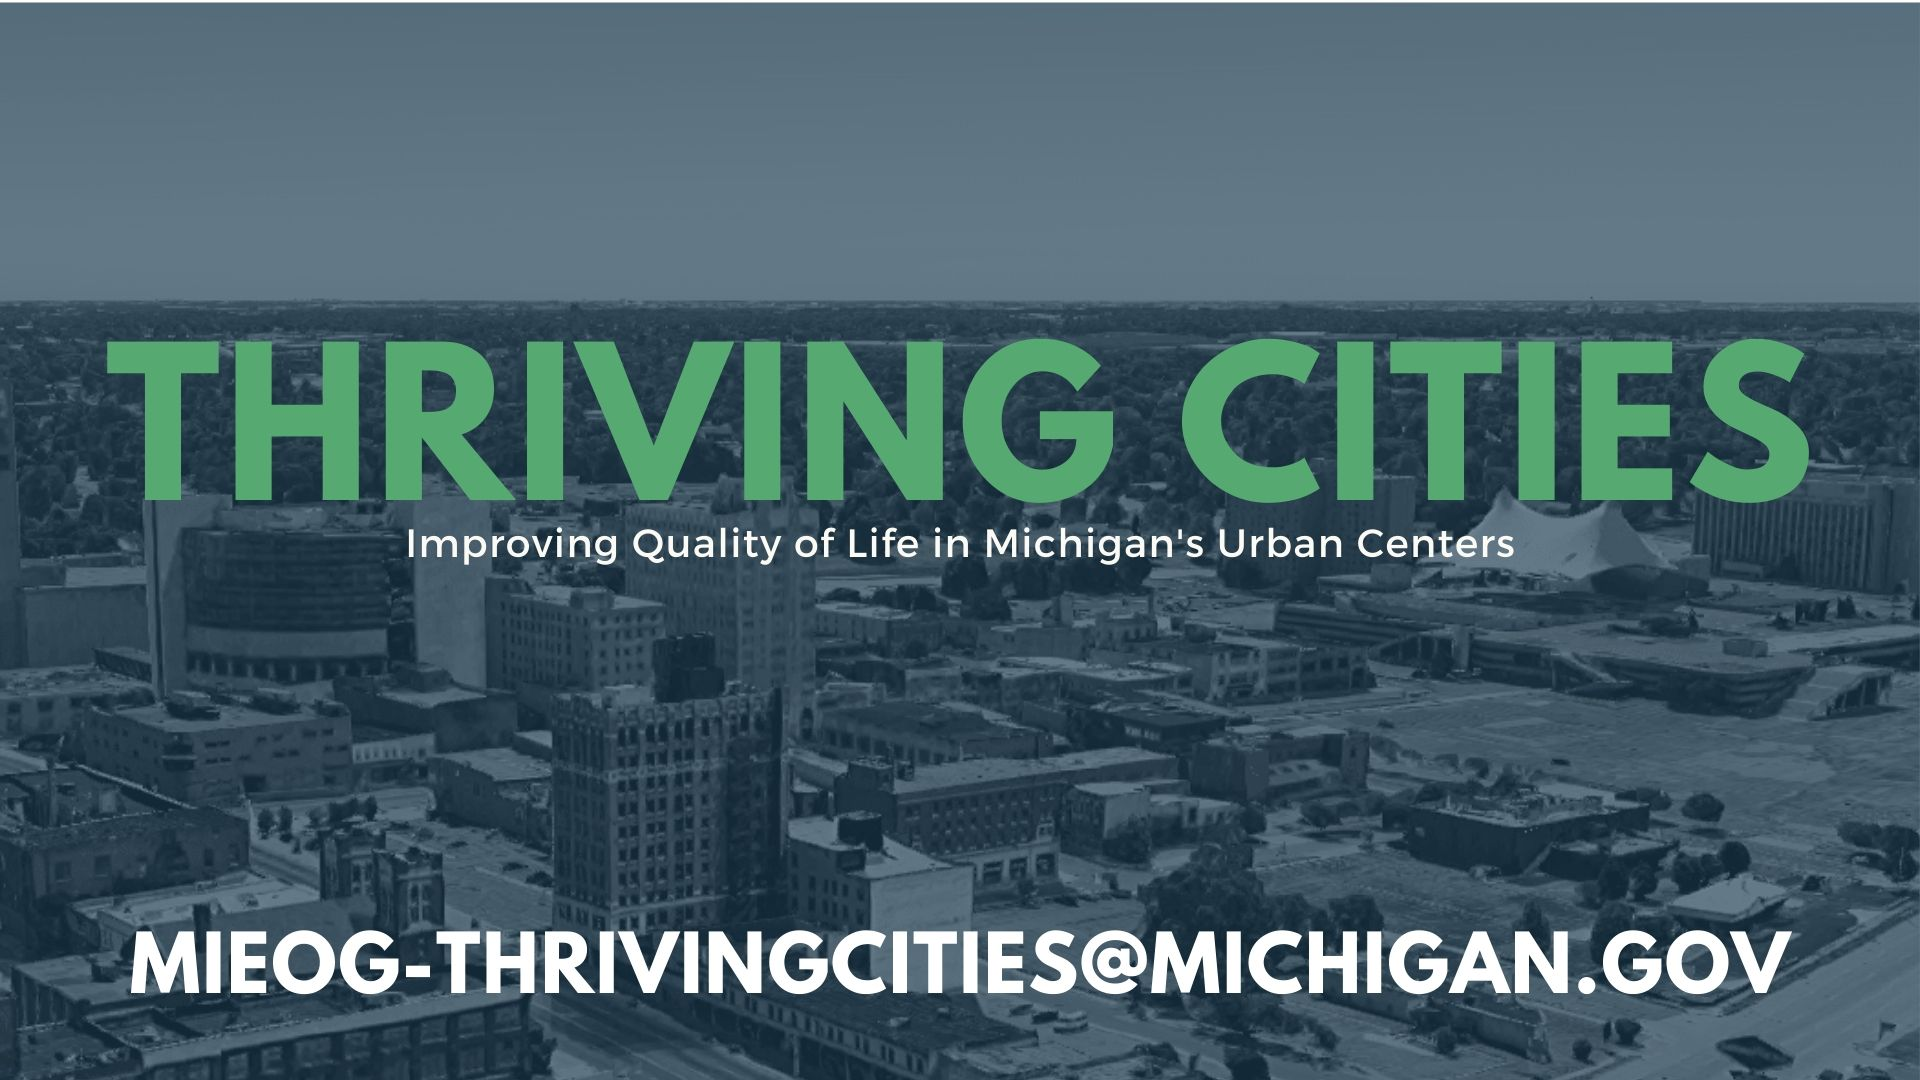 THRIVING CITIES
Improving Quality of Life in Michigan's Urban Centers
MIEOG-THRIVINGCITIES@MICHIGAN.GOV